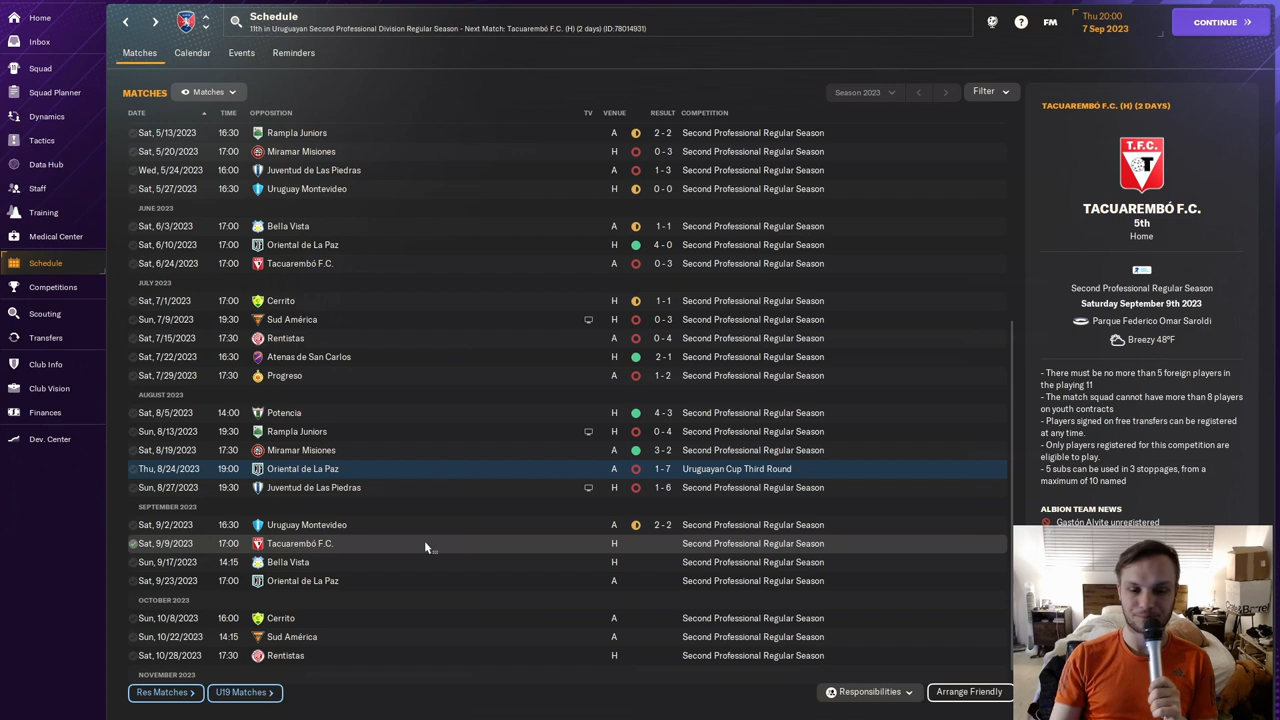 Home
Inbox
Squad
Squad Planner
Dynamics
Tactics
Data Hub
Staff
Training
Medical Center
Schedule
Competitions
Scouting
Transfers
Club Info
Club Vision
Finances
Dev. Center
Schedule
11th in Uruguayan Second Professional Division Regular Season - Next Match: Tacuarembó F.C. (H) (2 days) (ID:78014931)
FM
Thu 20:00
7 Sep 2023
CONTINUE
Matches Calendar Events Reminders
MATCHES Matches Season 2023 Filter
DATE TIME OPPOSITION TV VENUE RESULT COMPETITION
Sat, 5/13/2023 16:30 Rampla Juniors A 2 - 2 Second Professional Regular Season
Sat, 5/20/2023 17:00 Miramar Misiones H 0 - 3 Second Professional Regular Season
Wed, 5/24/2023 16:00 Juventud de Las Piedras A 1 - 3 Second Professional Regular Season
Sat, 5/27/2023 16:30 Uruguay Montevideo H 0 - 0 Second Professional Regular Season
JUNE 2023
Sat, 6/3/2023 17:00 Bella Vista A 1 - 1 Second Professional Regular Season
Sat, 6/10/2023 17:00 Oriental de La Paz H 4 - 0 Second Professional Regular Season
Sat, 6/24/2023 17:00 Tacuarembó F.C. A 0 - 3 Second Professional Regular Season
JULY 2023
Sat, 7/1/2023 17:00 Cerrito H 1 - 1 Second Professional Regular Season
Sun, 7/9/2023 19:30 Sud América H 0 - 3 Second Professional Regular Season
Sat, 7/15/2023 17:30 Rentistas A 0 - 4 Second Professional Regular Season
Sat, 7/22/2023 16:30 Atenas de San Carlos H 2 - 1 Second Professional Regular Season
Sat, 7/29/2023 17:30 Progreso A 1 - 2 Second Professional Regular Season
AUGUST 2023
Sat, 8/5/2023 14:00 Potencia H 4 - 3 Second Professional Regular Season
Sun, 8/13/2023 19:30 Rampla Juniors H 0 - 4 Second Professional Regular Season
Sat, 8/19/2023 17:30 Miramar Misiones A 3 - 2 Second Professional Regular Season
Thu, 8/24/2023 19:00 Oriental de La Paz A 1 - 7 Uruguayan Cup Third Round
Sun, 8/27/2023 19:30 Juventud de Las Piedras H 1 - 6 Second Professional Regular Season
SEPTEMBER 2023
Sat, 9/2/2023 16:30 Uruguay Montevideo A 2 - 2 Second Professional Regular Season
Sat, 9/9/2023 17:00 Tacuarembó F.C. H Second Professional Regular Season
Sun, 9/17/2023 14:15 Bella Vista H Second Professional Regular Season
Sat, 9/23/2023 17:00 Oriental de La Paz A Second Professional Regular Season
OCTOBER 2023
Sun, 10/8/2023 16:00 Cerrito A Second Professional Regular Season
Sun, 10/22/2023 14:15 Sud América A Second Professional Regular Season
Sat, 10/28/2023 17:30 Rentistas H Second Professional Regular Season
NOVEMBER 2023
Res Matches U19 Matches Responsibilities Arrange Friendly
TACUAREMBÓ F.C. (H) (2 DAYS)
T.F.C.
T
TACUAREMBÓ F.C.
5th
Home
Second Professional Regular Season
Saturday September 9th 2023
Parque Federico Omar Saroldi
Breezy 48°F
- There must be no more than 5 foreign players in
the playing 11
- The match squad cannot have more than 8 players
on youth contracts
- Players signed on free transfers can be registered
at any time.
- Only players registered for this competition are
eligible to play.
- 5 subs can be used in 3 stoppages, from a
maximum of 10 named
ALBION TEAM NEWS
Gastón Alvite unregistered